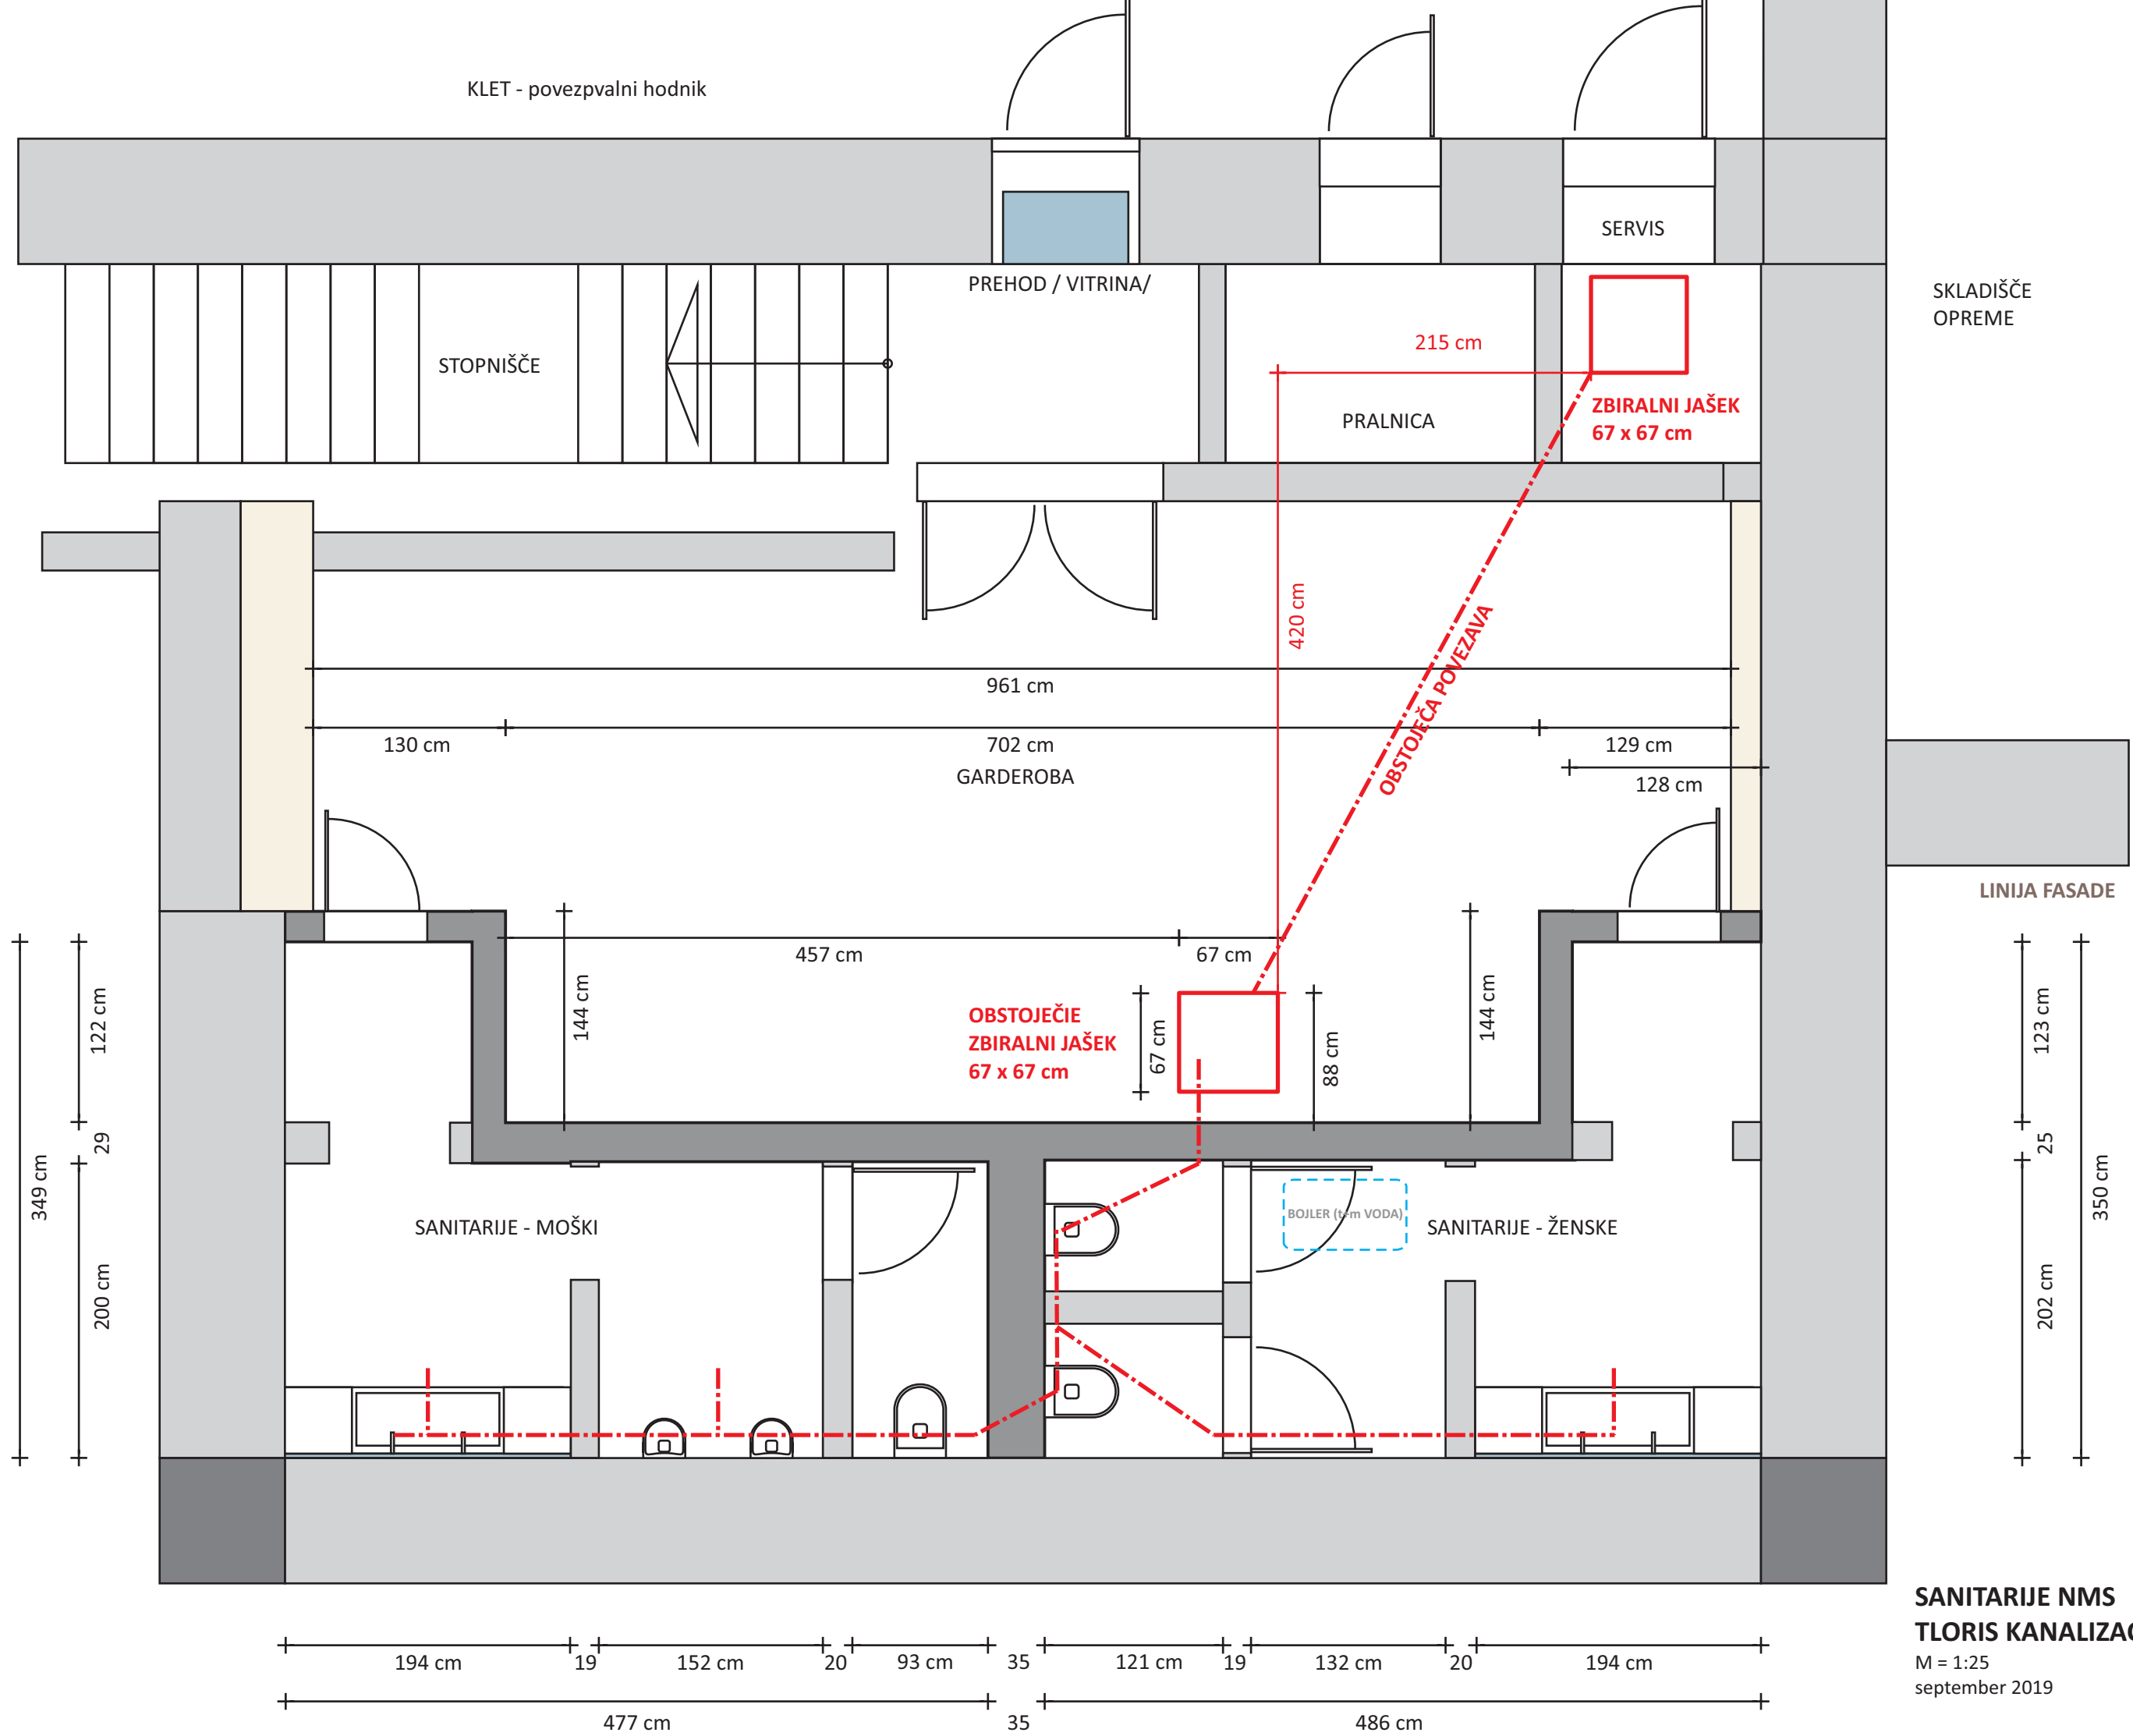 KLET - povezpvalni hodnik
SERVIS
PREHOD / VITRINA/
SKLADIŠČE
OPREME
STOPNIŠČE
215 cm
ZBIRALNI JAŠEK
67 x 67 cm
PRALNICA
420 cm
OBSTOJEČA POVEZAVA
961 cm
130 cm
702 cm
129 cm
GARDEROBA
128 cm
LINIJA FASADE
457 cm
67 cm
144 cm
144 cm
122 cm
123 cm
OBSTOJEČIE
ZBIRALNI JAŠEK
67 x 67 cm
67 cm
88 cm
29
25
349 cm
350 cm
SANITARIJE - MOŠKI
BOJLER (t+m VODA)
SANITARIJE - ŽENSKE
200 cm
202 cm
SANITARIJE NMS
TLORIS KANALIZAC
M = 1:25
september 2019
194 cm
19
152 cm
20
93 cm
35
121 cm
19
132 cm
20
194 cm
477 cm
35
486 cm